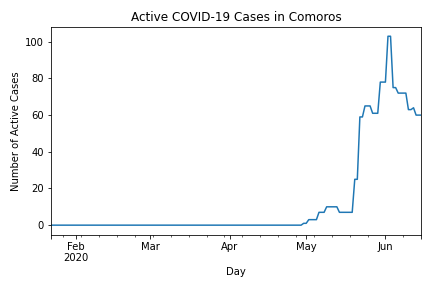 Active COVID-19 Cases in Comoros
Number of Active Cases
100
80
60
40
20
0
Feb
2020
Mar
Apr
May
Jun
Day